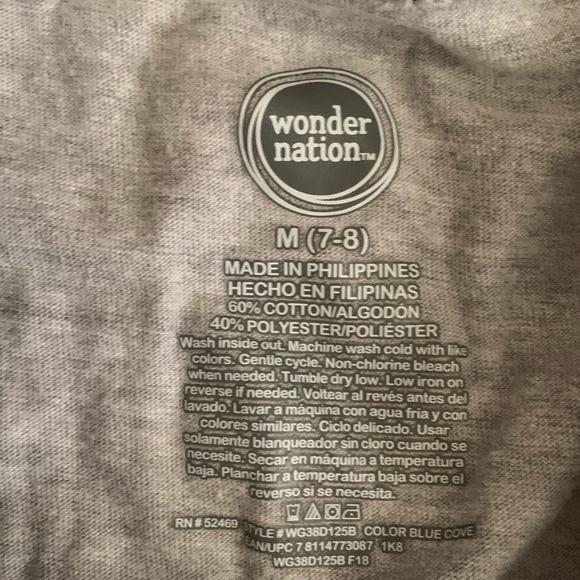 wonder
nation™
M (7-8)
MADE IN PHILIPPINES
HECHO EN FILIPINAS
60% COTTON/ALGODÓN
40% POLYESTER/POLIÉSTER
Wash inside out. Machine wash cold with like
colors. Gentle cycle. Non-chlorine bleach
when needed. Tumble dry low. Low iron on
reverse if needed. Voltear al revés antes del
lavado. Lavar a máquina con agua fria y con
colores similares. Ciclo delicado. Usar
solamente blanqueador sin cloro cuando se
necesite. Secar en máquina a temperatura
baja. Planchar a temperatura baja sobre el
reverso si se necesita.
RN # 52469 STYLE # WG38D125B COLOR BLUE COVE
EAN/UPC 7 8114773087 1K8
WG38D125B F18